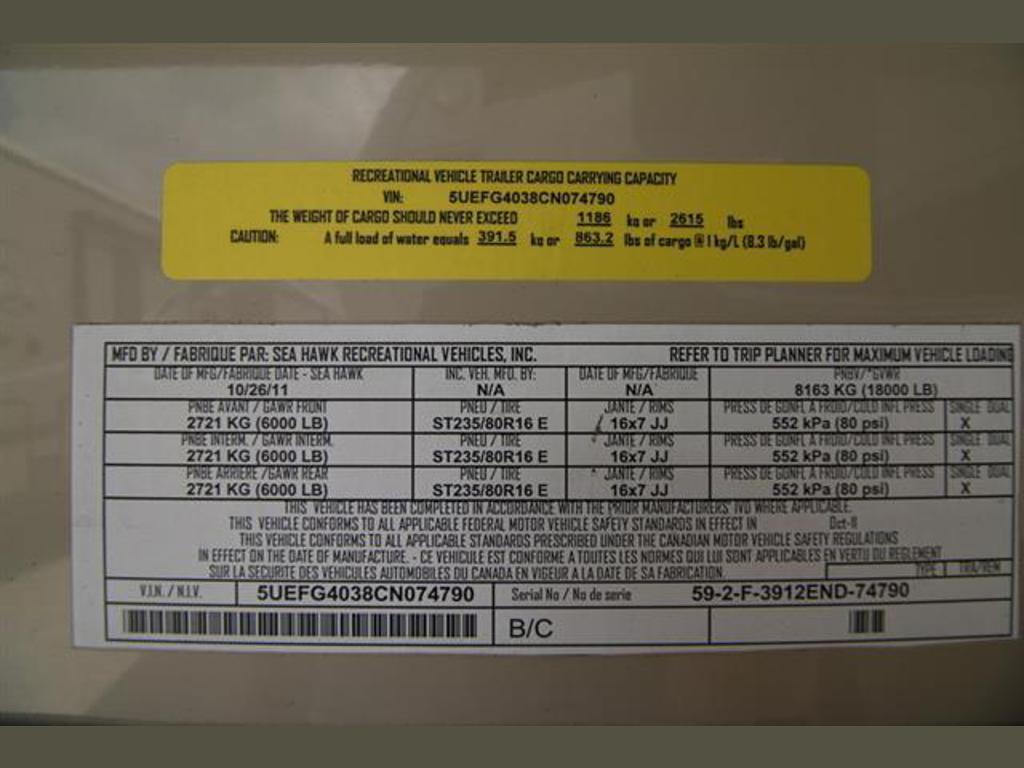 RECREATIONAL VEHICLE TRAILER CARGO CARRYING CAPACITY
VIN: 5UEFG4038CN074790
THE WEIGHT OF CARGO SHOULD NEVER EXCEED 1186 kg or 2615 lbs
CAUTION: A full load of water equals 391.5 kg or 863.2 lbs of cargo @ 1 kg/L (8.3 lb/gal)
MFD BY / FABRIQUE PAR: SEA HAWK RECREATIONAL VEHICLES, INC. REFER TO TRIP PLANNER FOR MAXIMUM VEHICLE LOADING
DATE OF MFG/FABRIQUE DATE - SEA HAWK INC. VEH. MFD. BY: DATE OF MFG/FABRIQUE PNBV/*GVWR
10/26/11 N/A N/A 8163 KG (18000 LB)
PNBE AVANT / GAWR FRONT PNEU / TIRE JANTE / RIMS PRESS DE GONFL A FROID/COLD INFL PRESS SINGLE DUAL
2721 KG (6000 LB) ST235/80R16 E 16x7 JJ 552 kPa (80 psi) X
PNBE INTERM. / GAWR INTERM. PNEU / TIRE JANTE / RIMS PRESS DE GONFL A FROID/COLD INFL PRESS SINGLE DUAL
2721 KG (6000 LB) ST235/80R16 E 16x7 JJ 552 kPa (80 psi) X
PNBE ARRIERE /GAWR REAR PNEU / TIRE JANTE / RIMS PRESS DE GONFL A FROID/COLD INFL PRESS SINGLE DUAL
2721 KG (6000 LB) ST235/80R16 E 16x7 JJ 552 kPa (80 psi) X
THIS VEHICLE HAS BEEN COMPLETED IN ACCORDANCE WITH THE PRIOR MANUFACTURERS' IVD WHERE APPLICABLE.
THIS VEHICLE CONFORMS TO ALL APPLICABLE FEDERAL MOTOR VEHICLE SAFETY STANDARDS IN EFFECT IN Oct-11
THIS VEHICLE CONFORMS TO ALL APPLICABLE STANDARDS PRESCRIBED UNDER THE CANADIAN MOTOR VEHICLE SAFETY REGULATIONS
IN EFFECT ON THE DATE OF MANUFACTURE. - CE VEHICULE EST CONFORME A TOUTES LES NORMES QUI LUI SONT APPLICABLES EN VERTU DU REGLEMENT
SUR LA SECURITE DES VEHICULES AUTOMOBILES DU CANADA EN VIGEUR A LA DATE DE SA FABRICATION. TYPE TRA/REM
V.I.N. / N.I.V. 5UEFG4038CN074790 Serial No / No de serie 59-2-F-3912END-74790
B/C